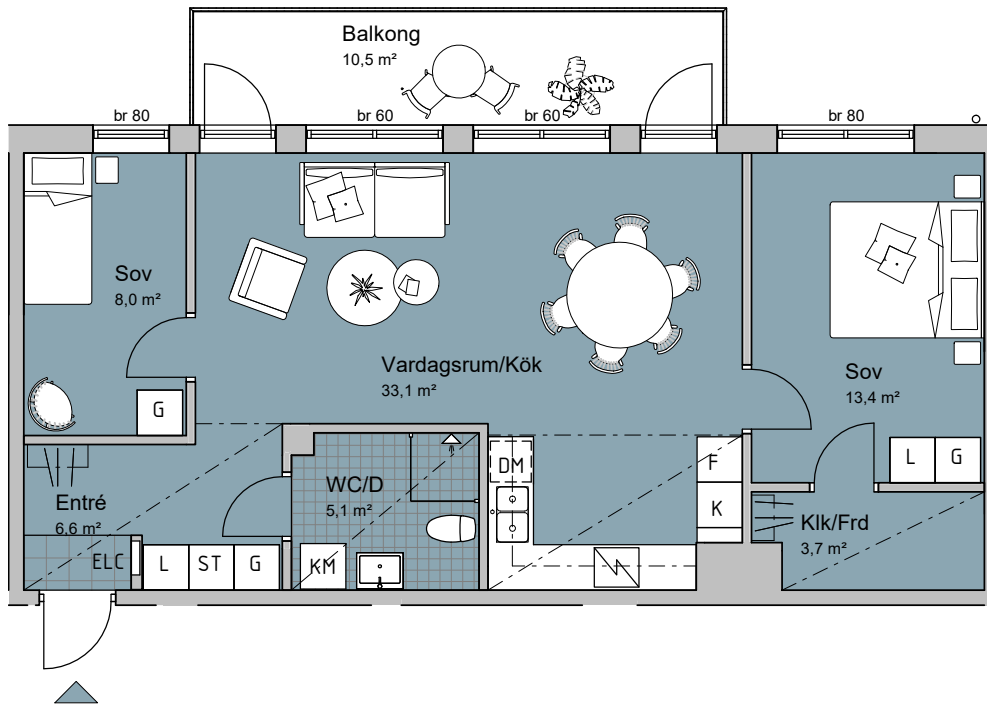 Balkong
10,5 m²
br 80
br 60
br 60
br 80
Sov
8,0 m²
G
Vardagsrum/Kök
33,1 m²
Sov
13,4 m²
L G
DM
F
K
WC/D
5,1 m²
KM
Entré
6,6 m²
ELC
L ST G
Klk/Frd
3,7 m²